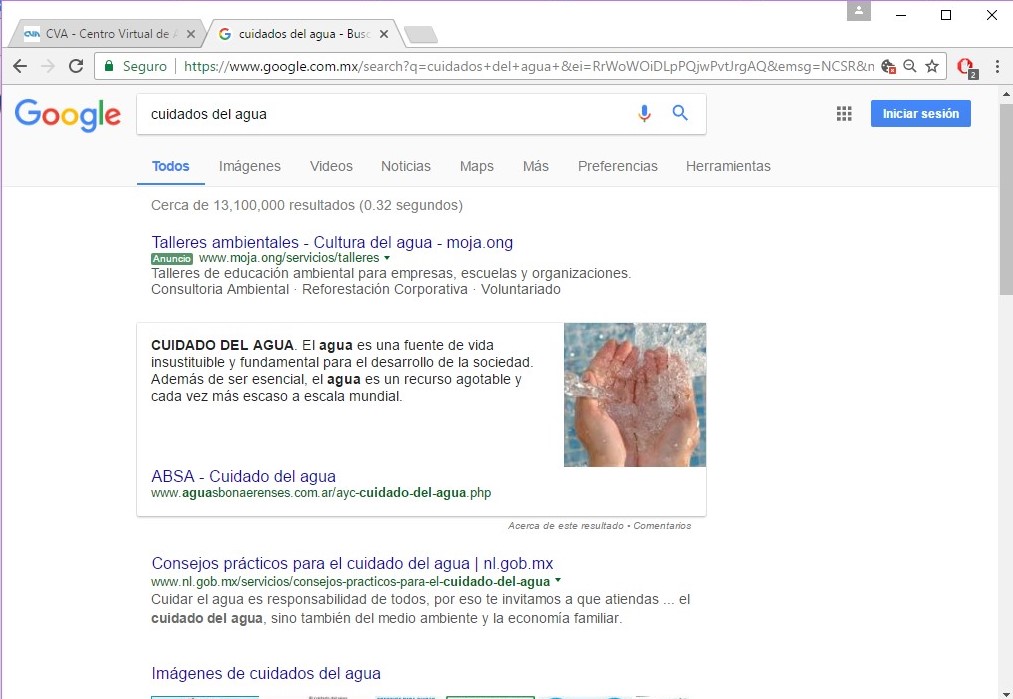 CVA - Centro Virtual de A
cuidados del agua - Busc
Seguro
https://www.google.com.mx/search?q=cuidados+del+agua+&ei=RrWoWOiDLpPQjwPvtJrgAQ&emsg=NCSR&n
2
Google
cuidados del agua
Iniciar sesión
Todos Imágenes Videos Noticias Maps Más Preferencias Herramientas
Cerca de 13,100,000 resultados (0.32 segundos)
Talleres ambientales - Cultura del agua - moja.ong
Anuncio www.moja.ong/servicios/talleres
Talleres de educación ambiental para empresas, escuelas y organizaciones.
Consultoria Ambiental · Reforestación Corporativa · Voluntariado
CUIDADO DEL AGUA. El agua es una fuente de vida
insustituible y fundamental para el desarrollo de la sociedad.
Además de ser esencial, el agua es un recurso agotable y
cada vez más escaso a escala mundial.
ABSA - Cuidado del agua
www.aguasbonaerenses.com.ar/ayc-cuidado-del-agua.php
Acerca de este resultado • Comentarios
Consejos prácticos para el cuidado del agua | nl.gob.mx
www.nl.gob.mx/servicios/consejos-practicos-para-el-cuidado-del-agua
Cuidar el agua es responsabilidad de todos, por eso te invitamos a que atiendas ... el
cuidado del agua, sino también del medio ambiente y la economía familiar.
Imágenes de cuidados del agua